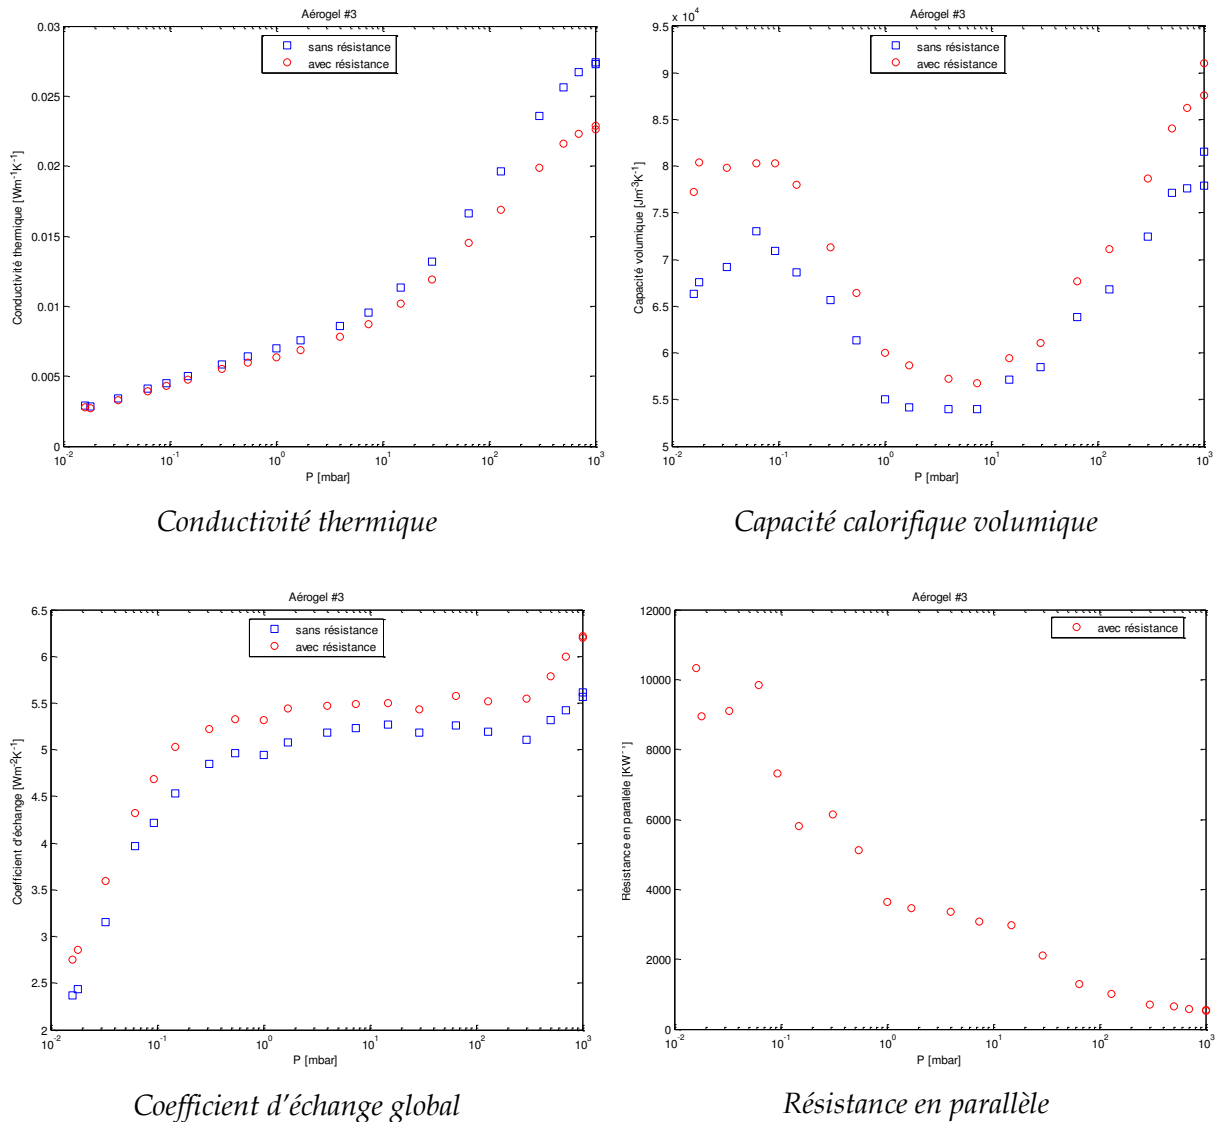 Aérogel #3
sans résistance
avec résistance
Conductivité thermique [Wm⁻¹K⁻¹]
0.03
0.025
0.02
0.015
0.01
0.005
0
10⁻² 10⁻¹ 10⁰ 10¹ 10² 10³
P [mbar]
Conductivité thermique
Aérogel #3
x 10⁴
sans résistance
avec résistance
Capacité volumique [Jm⁻³K⁻¹]
9.5
9
8.5
8
7.5
7
6.5
6
5.5
5
10⁻² 10⁻¹ 10⁰ 10¹ 10² 10³
P [mbar]
Capacité calorifique volumique
Aérogel #3
sans résistance
avec résistance
Coefficient d'échange [Wm⁻²K⁻¹]
6.5
6
5.5
5
4.5
4
3.5
3
2.5
2
10⁻² 10⁻¹ 10⁰ 10¹ 10² 10³
P [mbar]
Coefficient d'échange global
Aérogel #3
avec résistance
Résistance en parallèle [KW⁻¹]
12000
10000
8000
6000
4000
2000
0
10⁻² 10⁻¹ 10⁰ 10¹ 10² 10³
P [mbar]
Résistance en parallèle